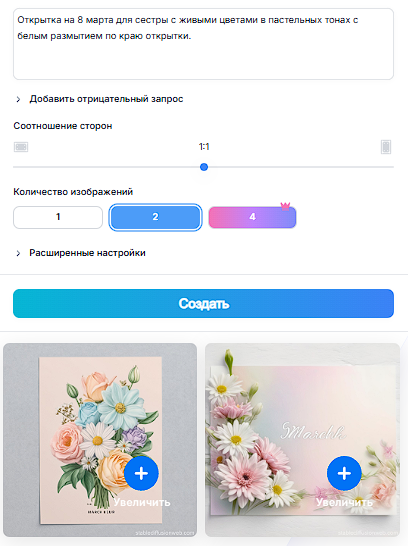 Открытка на 8 марта для сестры с живыми цветами в пастельных тонах с
белым размытием по краю открытки.
Добавить отрицательный запрос
Соотношение сторон
1:1
Количество изображений
1
2
4
Расширенные настройки
Создать
Увеличить
Увеличить